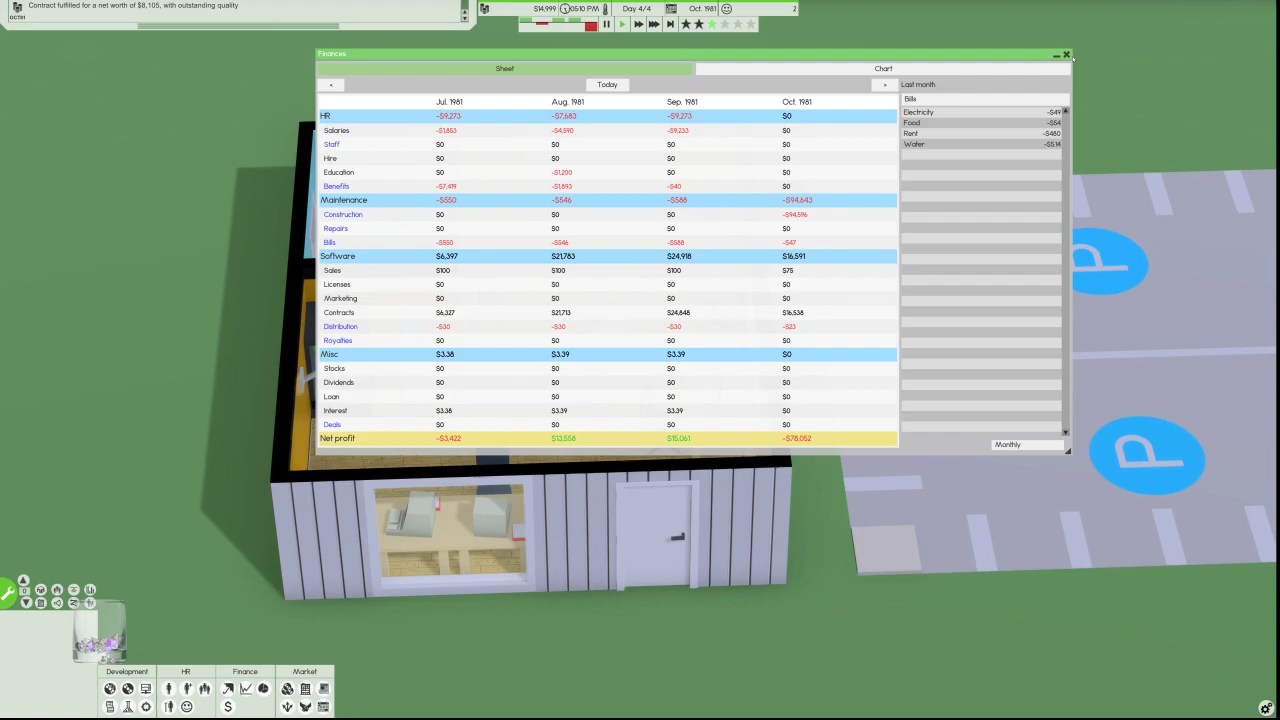 Contract fulfilled for a net worth of $8,105, with outstanding quality
OCT81
$14,999 05:10 PM Day 4/4 Oct. 1981 2
Finances
Sheet Chart
< Today > Last month
Bills
Jul. 1981 Aug. 1981 Sep. 1981 Oct. 1981
HR -$9,273 -$7,683 -$9,273 $0
Salaries -$1,853 -$4,590 -$9,233 $0
Staff $0 $0 $0 $0
Hire $0 $0 $0 $0
Education $0 -$1,200 $0 $0
Benefits -$7,419 -$1,893 -$40 $0
Maintenance -$550 -$546 -$588 -$94,643
Construction $0 $0 $0 -$94,596
Repairs $0 $0 $0 $0
Bills -$550 -$546 -$588 -$47
Software $6,397 $21,783 $24,918 $16,591
Sales $100 $100 $100 $75
Licenses $0 $0 $0 $0
Marketing $0 $0 $0 $0
Contracts $6,327 $21,713 $24,848 $16,538
Distribution -$30 -$30 -$30 -$23
Royalties $0 $0 $0 $0
Misc $3.38 $3.39 $3.39 $0
Stocks $0 $0 $0 $0
Dividends $0 $0 $0 $0
Loan $0 $0 $0 $0
Interest $3.38 $3.39 $3.39 $0
Deals $0 $0 $0 $0
Net profit -$3,422 $13,558 $15,061 -$78,052
Electricity -$49
Food -$54
Rent -$480
Water -$5.14
Monthly
P
P
0
Development HR Finance Market
$